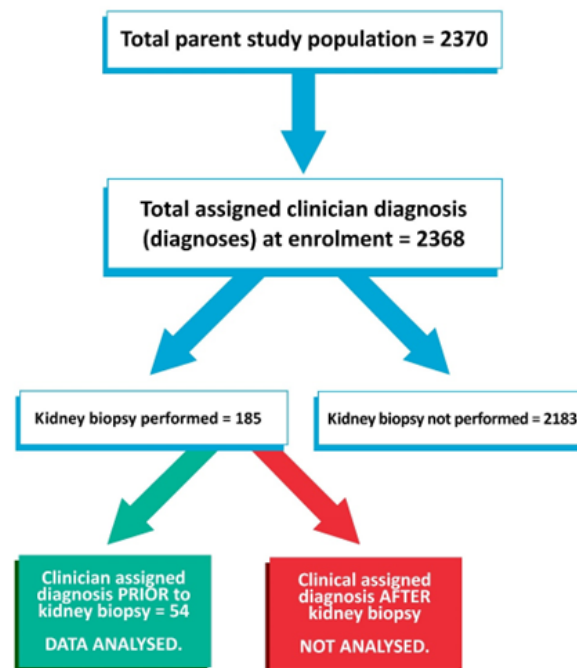 Total parent study population = 2370
Total assigned clinician diagnosis
(diagnoses) at enrolment = 2368
Kidney biopsy performed = 185
Kidney biopsy not performed = 2183
Clinician assigned
diagnosis PRIOR to
kidney biopsy = 54
DATA ANALYSED.
Clinical assigned
diagnosis AFTER
kidney biopsy
NOT ANALYSED.